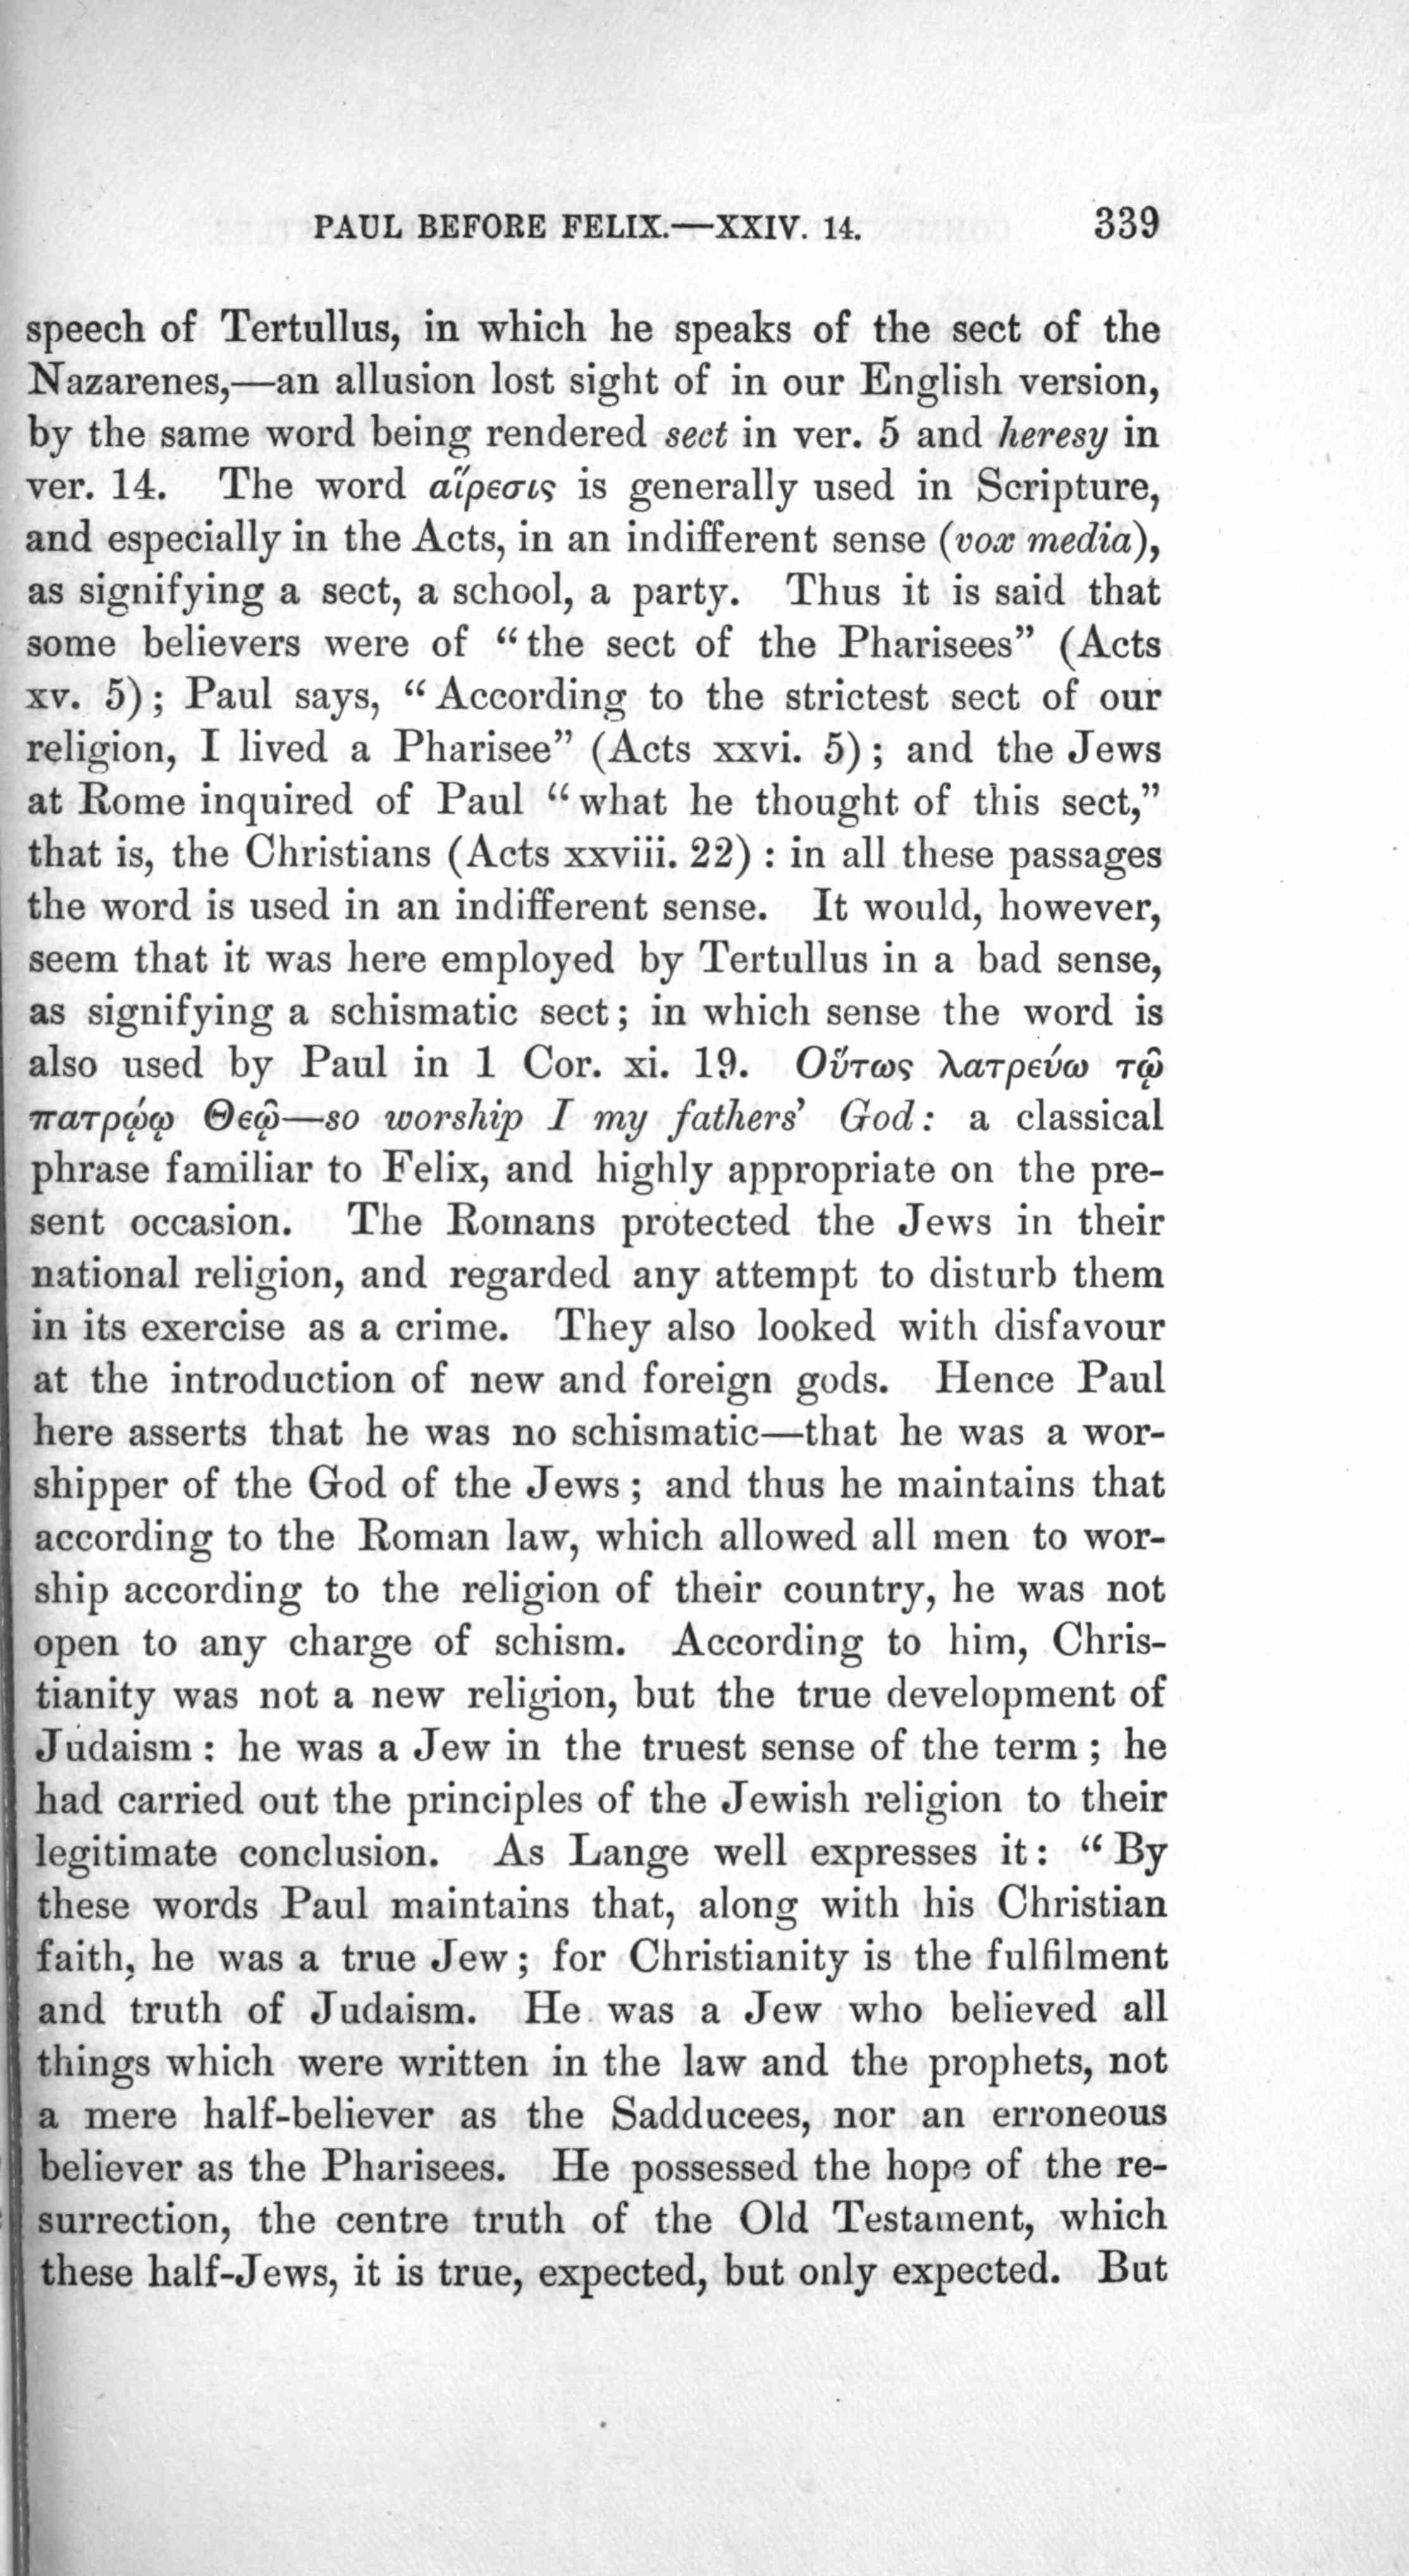 PAUL BEFORE FELIX.—XXIV. 14. 339
speech of Tertullus, in which he speaks of the sect of the
Nazarenes,—an allusion lost sight of in our English version,
by the same word being rendered sect in ver. 5 and heresy in
ver. 14. The word αἵρεσις is generally used in Scripture,
and especially in the Acts, in an indifferent sense (vox media),
as signifying a sect, a school, a party. Thus it is said that
some believers were of “the sect of the Pharisees” (Acts
xv. 5); Paul says, “According to the strictest sect of our
religion, I lived a Pharisee” (Acts xxvi. 5); and the Jews
at Rome inquired of Paul “what he thought of this sect,”
that is, the Christians (Acts xxviii. 22): in all these passages
the word is used in an indifferent sense. It would, however,
seem that it was here employed by Tertullus in a bad sense,
as signifying a schismatic sect; in which sense the word is
also used by Paul in 1 Cor. xi. 19. Οὕτως λατρεύω τῷ
πατρῴῳ Θεῷ—so worship I my fathers’ God: a classical
phrase familiar to Felix, and highly appropriate on the pre-
sent occasion. The Romans protected the Jews in their
national religion, and regarded any attempt to disturb them
in its exercise as a crime. They also looked with disfavour
at the introduction of new and foreign gods. Hence Paul
here asserts that he was no schismatic—that he was a wor-
shipper of the God of the Jews; and thus he maintains that
according to the Roman law, which allowed all men to wor-
ship according to the religion of their country, he was not
open to any charge of schism. According to him, Chris-
tianity was not a new religion, but the true development of
Judaism: he was a Jew in the truest sense of the term; he
had carried out the principles of the Jewish religion to their
legitimate conclusion. As Lange well expresses it: “By
these words Paul maintains that, along with his Christian
faith, he was a true Jew; for Christianity is the fulfilment
and truth of Judaism. He was a Jew who believed all
things which were written in the law and the prophets, not
a mere half-believer as the Sadducees, nor an erroneous
believer as the Pharisees. He possessed the hope of the re-
surrection, the centre truth of the Old Testament, which
these half-Jews, it is true, expected, but only expected. But